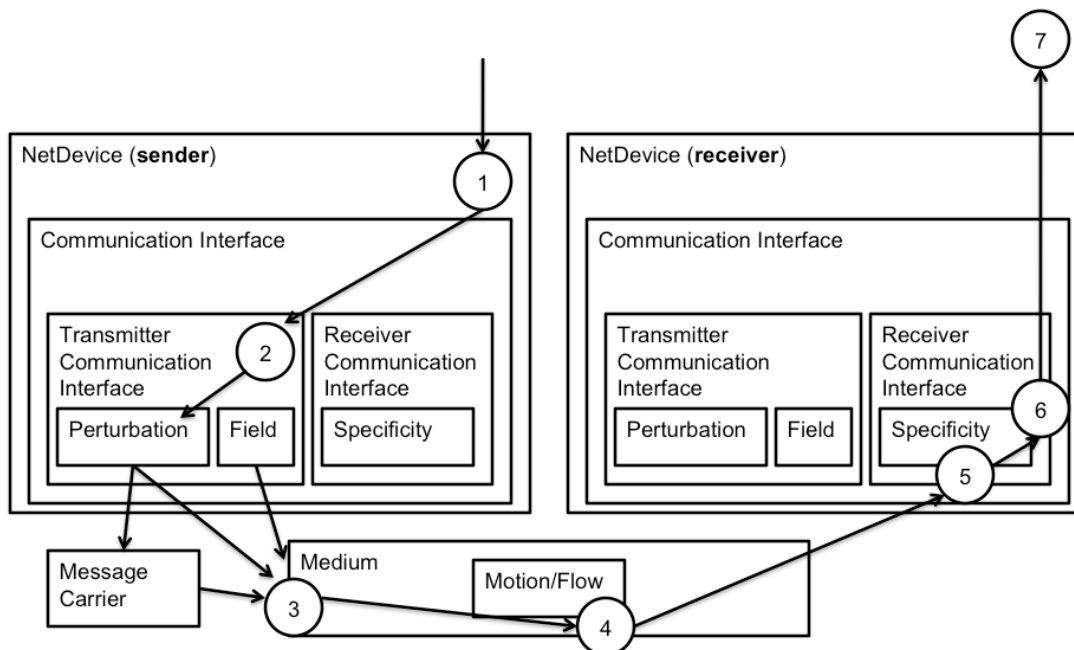 7
NetDevice (sender)
1
Communication Interface
Transmitter
Communication
Interface
2
Perturbation
Field
Receiver
Communication
Interface
Specificity
NetDevice (receiver)
Communication Interface
Transmitter
Communication
Interface
Perturbation
Field
Receiver
Communication
Interface
6
Specificity
5
Message
Carrier
Medium
3
Motion/Flow
4